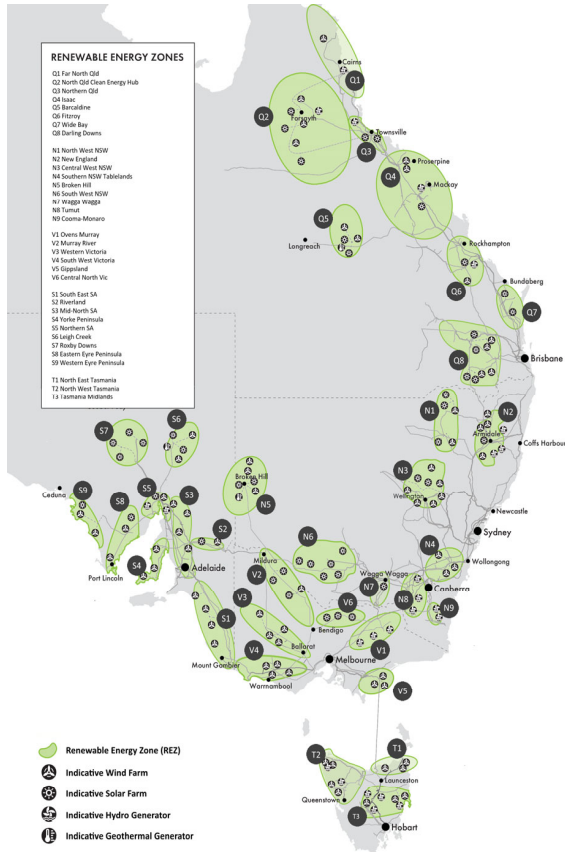 RENEWABLE ENERGY ZONES
Q1 Far North Qld
Q2 North Qld Clean Energy Hub
Q3 Northern Qld
Q4 Isaac
Q5 Barcaldine
Q6 Fitzroy
Q7 Wide Bay
Q8 Darling Downs
N1 North West NSW
N2 New England
N3 Central West NSW
N4 Southern NSW Tablelands
N5 Broken Hill
N6 South West NSW
N7 Wagga Wagga
N8 Tumut
N9 Cooma-Monaro
V1 Ovens Murray
V2 Murray River
V3 Western Victoria
V4 South West Victoria
V5 Gippsland
V6 Central North Vic
S1 South East SA
S2 Riverland
S3 Mid-North SA
S4 Yorke Peninsula
S5 Northern SA
S6 Leigh Creek
S7 Roxby Downs
S8 Eastern Eyre Peninsula
S9 Western Eyre Peninsula
T1 North East Tasmania
T2 North West Tasmania
T3 Tasmania Midlands
Cairns
Q1
Q2
Forsayth
Townsville
Q3
Proserpine
Q4
Mackay
Q5
Longreach
Rockhampton
Q6
Bundaberg
Q7
Q8
Brisbane
N1
N2
Armidale
Coffs Harbour
S7
S6
Broken Hill
N5
N3
Wellington
Newcastle
Sydney
Ceduna
S9
S8
S5
S3
S2
S4
Port Lincoln
Adelaide
Mildura
N6
N4
Wollongong
Wagga Wagga
N7
Canberra
N8
N9
V2
V3
V6
Bendigo
S1
V4
Ballarat
V1
Mount Gambier
Melbourne
Warrnambool
V5
T2
T1
Launceston
Queenstown
T3
Hobart
Renewable Energy Zone (REZ)
Indicative Wind Farm
Indicative Solar Farm
Indicative Hydro Generator
Indicative Geothermal Generator